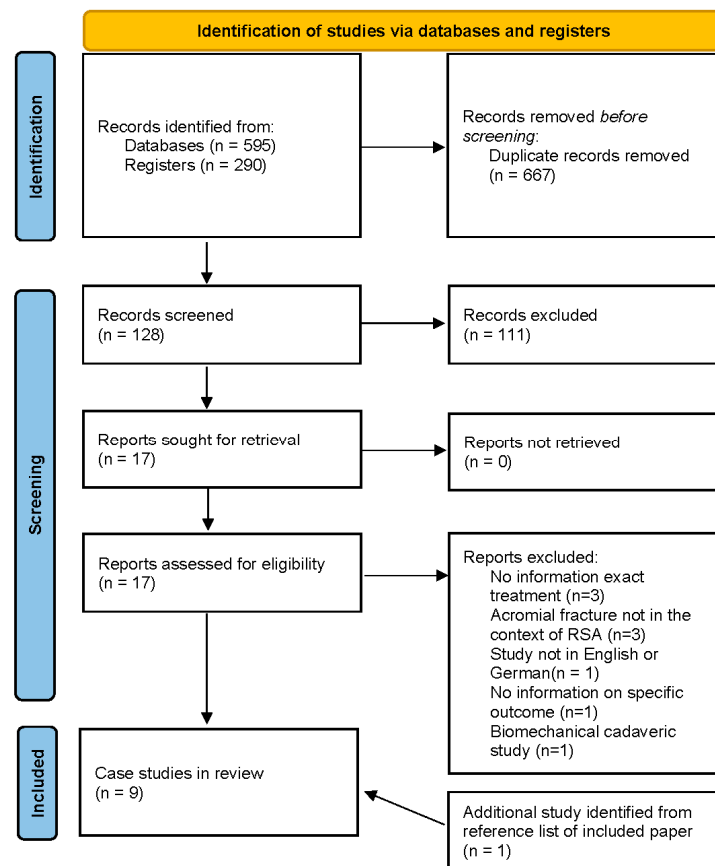 Identification of studies via databases and registers
Identification
Records identified from:
Databases (n = 595)
Registers (n = 290)
Records removed before
screening:
Duplicate records removed
(n = 667)
Screening
Records screened
(n = 128)
Records excluded
(n = 111)
Reports sought for retrieval
(n = 17)
Reports not retrieved
(n = 0)
Reports assessed for eligibility
(n = 17)
Reports excluded:
No information exact
treatment (n=3)
Acromial fracture not in the
context of RSA (n=3)
Study not in English or
German(n = 1)
No information on specific
outcome (n=1)
Biomechanical cadaveric
study (n=1)
Included
Case studies in review
(n = 9)
Additional study identified from
reference list of included paper
(n = 1)